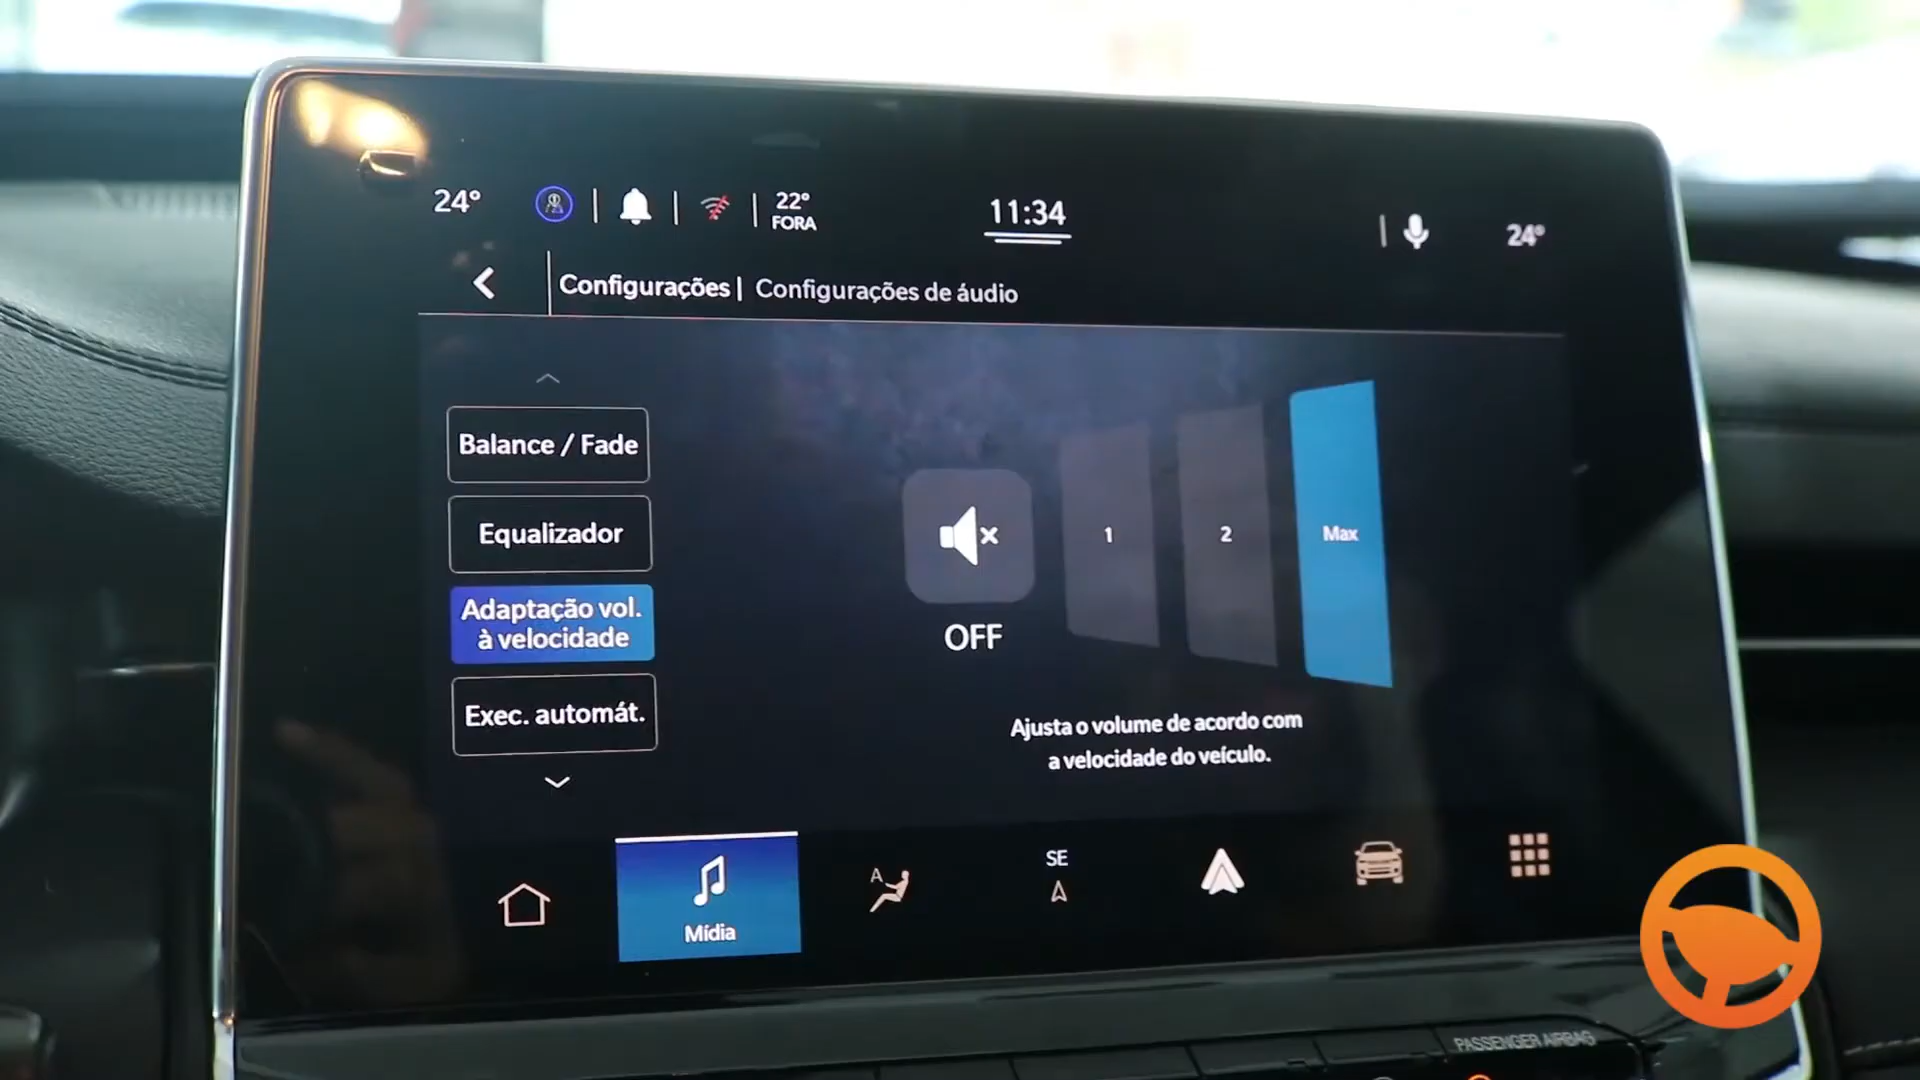 24°
22°
FORA
11:34
24°
Configurações | Configurações de áudio
Balance / Fade
Equalizador
Adaptação vol.
à velocidade
Exec. automát.
OFF
1
2
Max
Ajusta o volume de acordo com
a velocidade do veículo.
Mídia
A
SE
PASSENGER AIRBAG